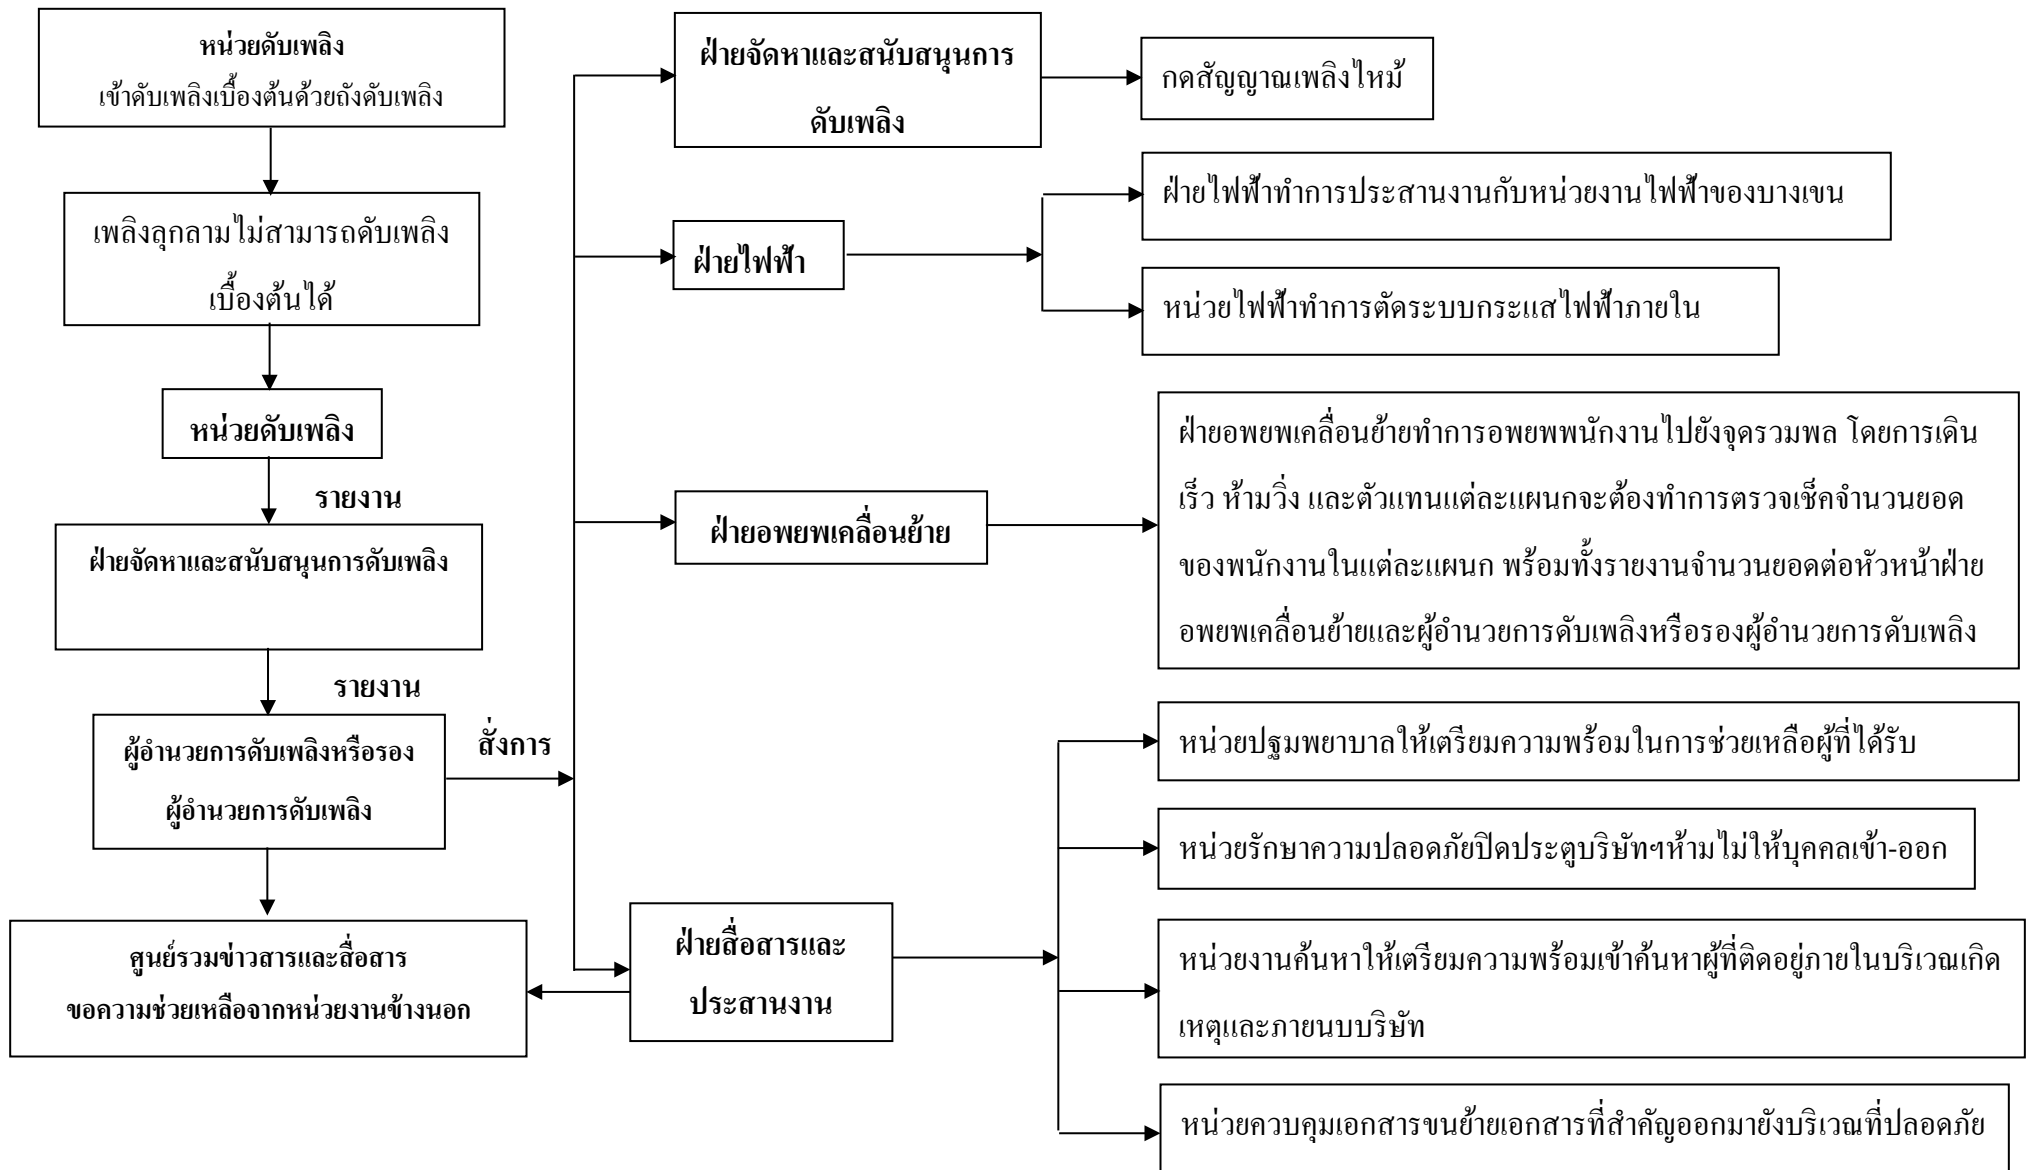 หน่วยดับเพลิง
เข้าดับเพลิงเบื้องต้นด้วยถังดับเพลิง
เพลิงลุกลามไม่สามารถดับเพลิง
เบื้องต้นได้
หน่วยดับเพลิง
รายงาน
ฝ่ายจัดหาและสนับสนุนการดับเพลิง
รายงาน
ผู้อำนวยการดับเพลิงหรือรอง
ผู้อำนวยการดับเพลิง
สั่งการ
ศูนย์รวมข่าวสารและสื่อสาร
ขอความช่วยเหลือจากหน่วยงานข้างนอก
ฝ่ายจัดหาและสนับสนุนการ
ดับเพลิง
กดสัญญาณเพลิงไหม้
ฝ่ายไฟฟ้า
ฝ่ายไฟฟ้าทำการประสานงานกับหน่วยงานไฟฟ้าของบางเขน
หน่วยไฟฟ้าทำการตัดระบบกระแสไฟฟ้าภายใน
ฝ่ายอพยพเคลื่อนย้าย
ฝ่ายอพยพเคลื่อนย้ายทำการอพยพพนักงานไปยังจุดรวมพล โดยการเดิน
เร็ว ห้ามวิ่ง และตัวแทนแต่ละแผนกจะต้องทำการตรวจเช็คจำนวนยอด
ของพนักงานในแต่ละแผนก พร้อมทั้งรายงานจำนวนยอดต่อหัวหน้าฝ่าย
อพยพเคลื่อนย้ายและผู้อำนวยการดับเพลิงหรือรองผู้อำนวยการดับเพลิง
ฝ่ายสื่อสารและ
ประสานงาน
หน่วยปฐมพยาบาลให้เตรียมความพร้อมในการช่วยเหลือผู้ที่ได้รับ
หน่วยรักษาความปลอดภัยปิดประตูบริษัทฯห้ามไม่ให้บุคคลเข้า-ออก
หน่วยงานค้นหาให้เตรียมความพร้อมเข้าค้นหาผู้ที่ติดอยู่ภายในบริเวณเกิด
เหตุและภายนบบริษัท
หน่วยควบคุมเอกสารขนย้ายเอกสารที่สำคัญออกมายังบริเวณที่ปลอดภัย